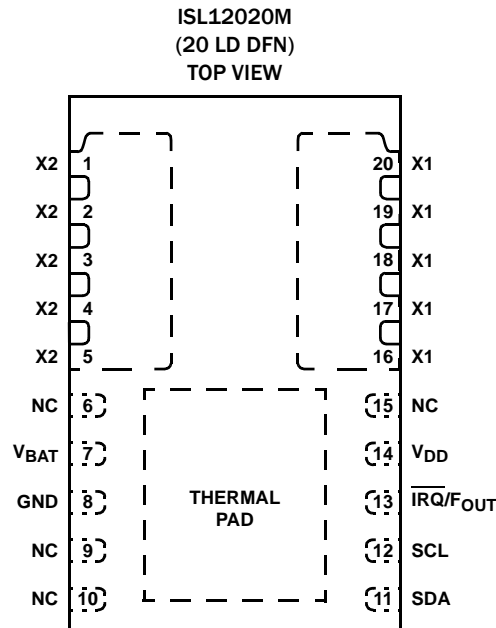 ISL12020M
(20 LD DFN)
TOP VIEW
X2 1 20 X1
X2 2 19 X1
X2 3 18 X1
X2 4 17 X1
X2 5 16 X1
NC 6 15 NC
VBAT 7 14 VDD
GND 8 13 IRQ/FOUT
THERMAL
PAD
NC 9 12 SCL
NC 10 11 SDA